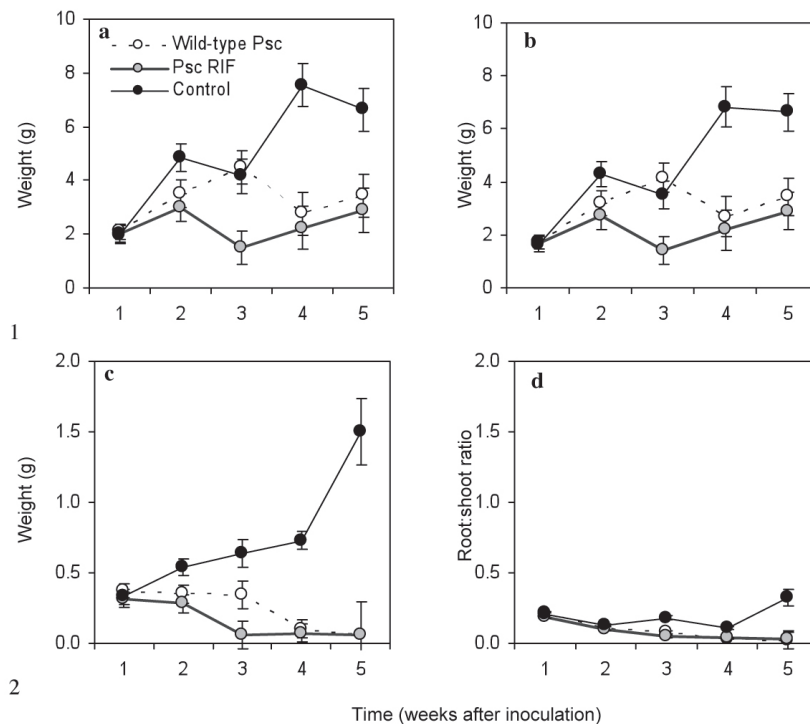 a
Wild-type Psc
Psc RIF
Control
10
8
6
4
2
0
Weight (g)
1 2 3 4 5
b
10
8
6
4
2
0
Weight (g)
1 2 3 4 5
1
c
2.0
1.5
1.0
0.5
0.0
Weight (g)
1 2 3 4 5
d
2.0
1.5
1.0
0.5
0.0
Root:shoot ratio
1 2 3 4 5
2
Time (weeks after inoculation)